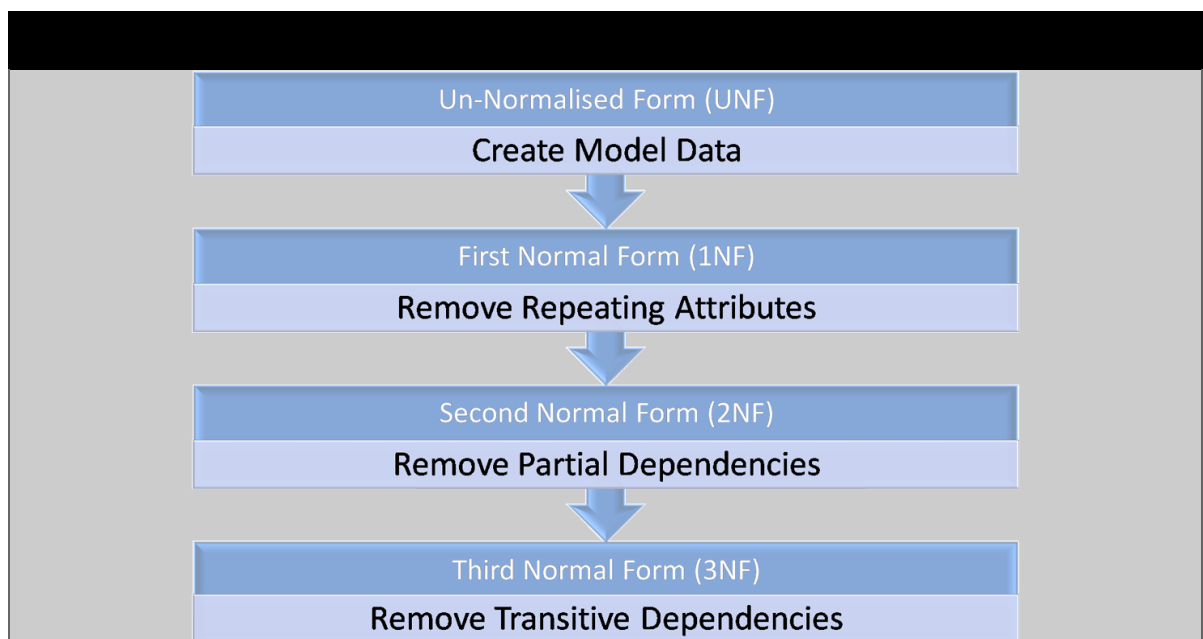 Un-Normalised Form (UNF)
Create Model Data
First Normal Form (1NF)
Remove Repeating Attributes
Second Normal Form (2NF)
Remove Partial Dependencies
Third Normal Form (3NF)
Remove Transitive Dependencies